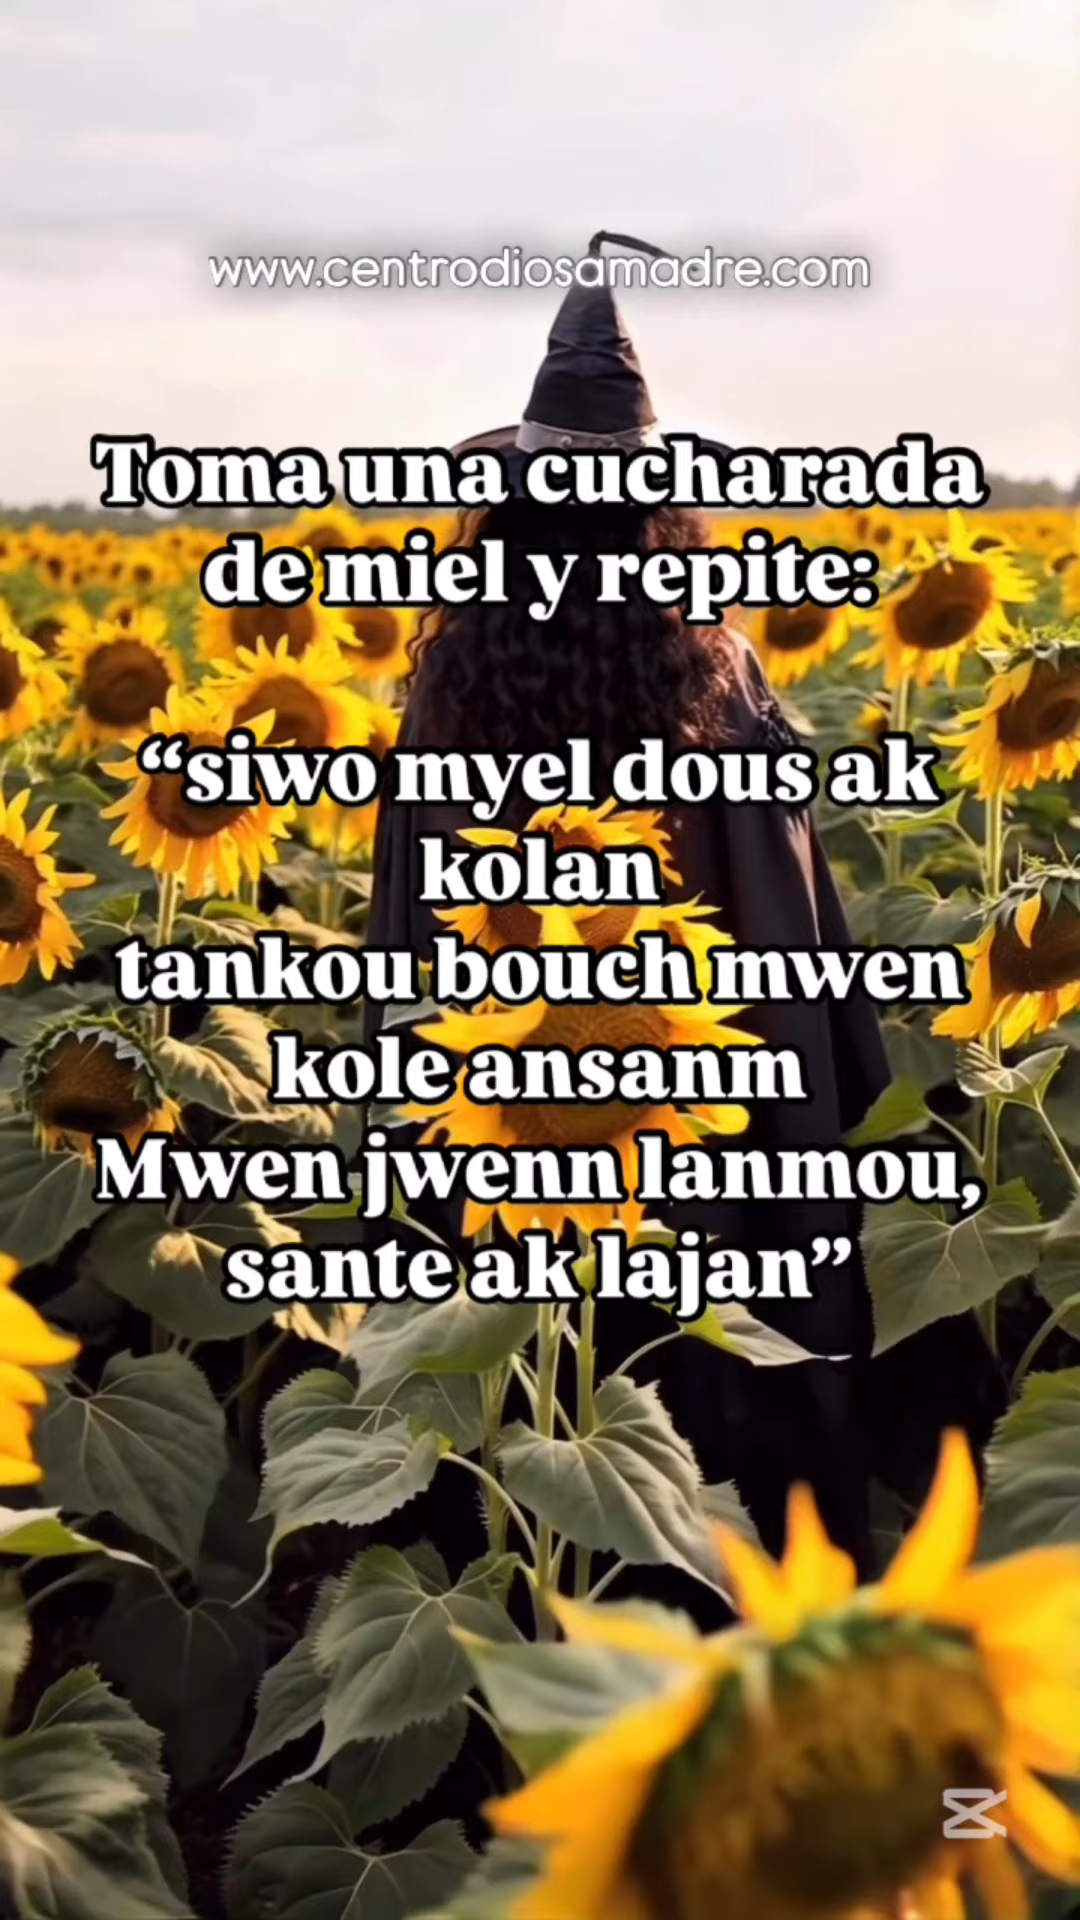 www.centrodiosamadre.com
Toma una cucharada
de miel y repite:
“siwo myel dous ak
kolan
tankou bouch mwen
kole ansanm
Mwen jwenn lanmou,
sante ak lajan”